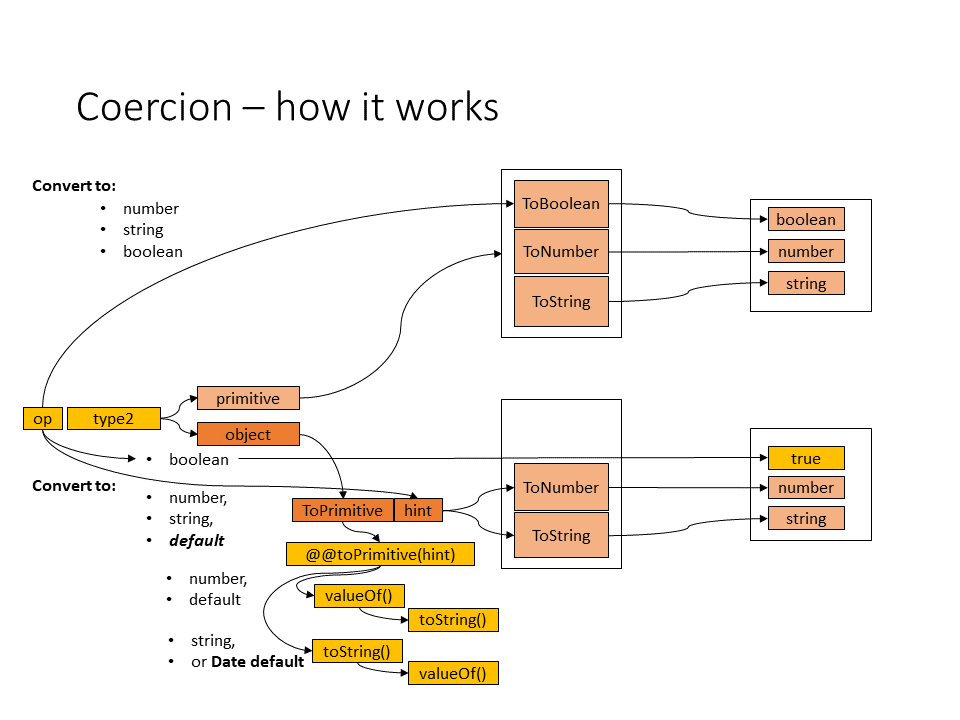 Coercion – how it works
Convert to:
• number
• string
• boolean
ToBoolean
ToNumber
ToString
boolean
number
string
op
type2
primitive
object
• boolean
true
Convert to:
• number,
• string,
• default
ToPrimitive
hint
ToNumber
ToString
number
string
@@toPrimitive(hint)
• number,
• default
valueOf()
toString()
• string,
• or Date default
toString()
valueOf()